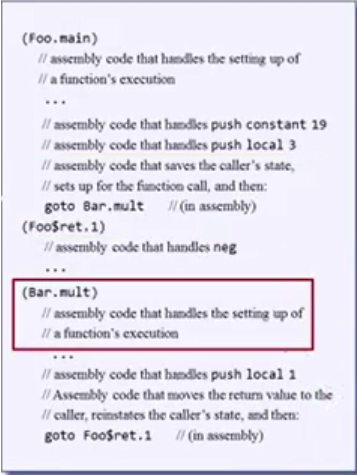 (Foo.main)
// assembly code that handles the setting up of
// a function's execution
...
// assembly code that handles push constant 19
// assembly code that handles push local 3
// assembly code that saves the caller's state,
// sets up for the function call, and then:
goto Bar.mult // (in assembly)
(Foo$ret.1)
// assembly code that handles neg
...
(Bar.mult)
// assembly code that handles the setting up of
// a function's execution
...
// assembly code that handles push local 1
// Assembly code that moves the return value to the
// caller, reinstates the caller's state, and then:
goto Foo$ret.1 // (in assembly)